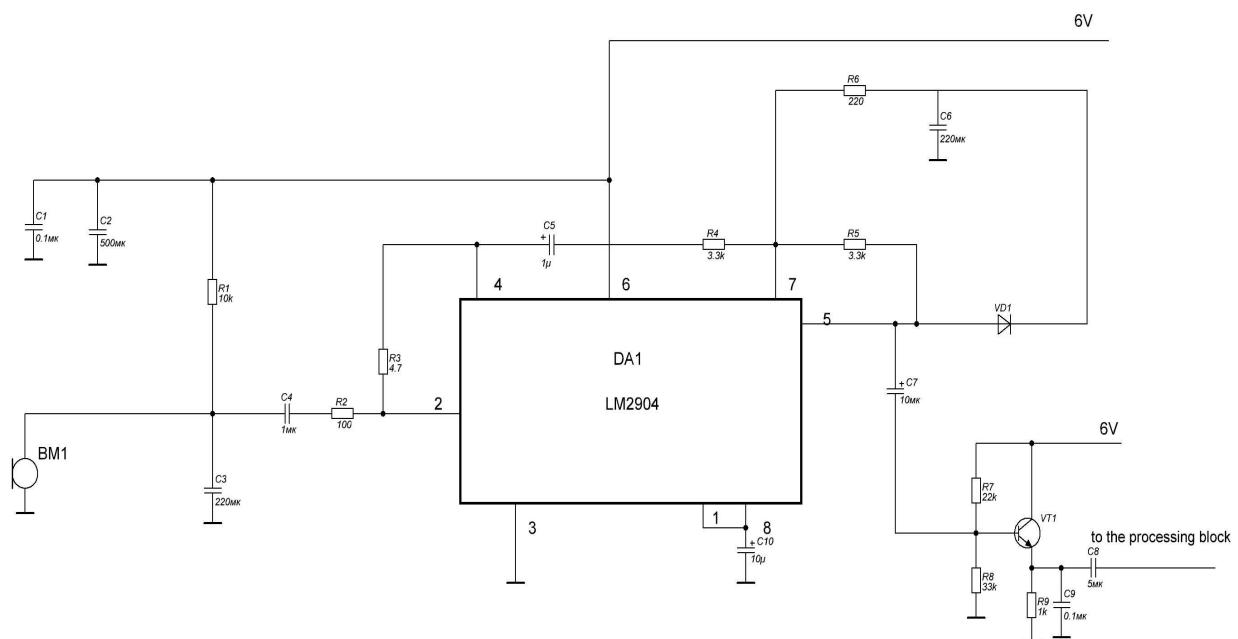 6V
R6
220
C6
220мк
C1
0.1мк
C2
500мк
C5
+
1µ
R4
3.3k
R5
3.3k
R1
10k
4
6
7
5
VD1
DA1
LM2904
R3
4.7
C7
+
10мк
C4
1мк
R2
100
2
BM1
6V
C3
220мк
R7
22k
VT1
3
1
8
+
C10
10µ
to the processing block
C8
5мк
R8
33k
R9
1k
C9
0.1мк